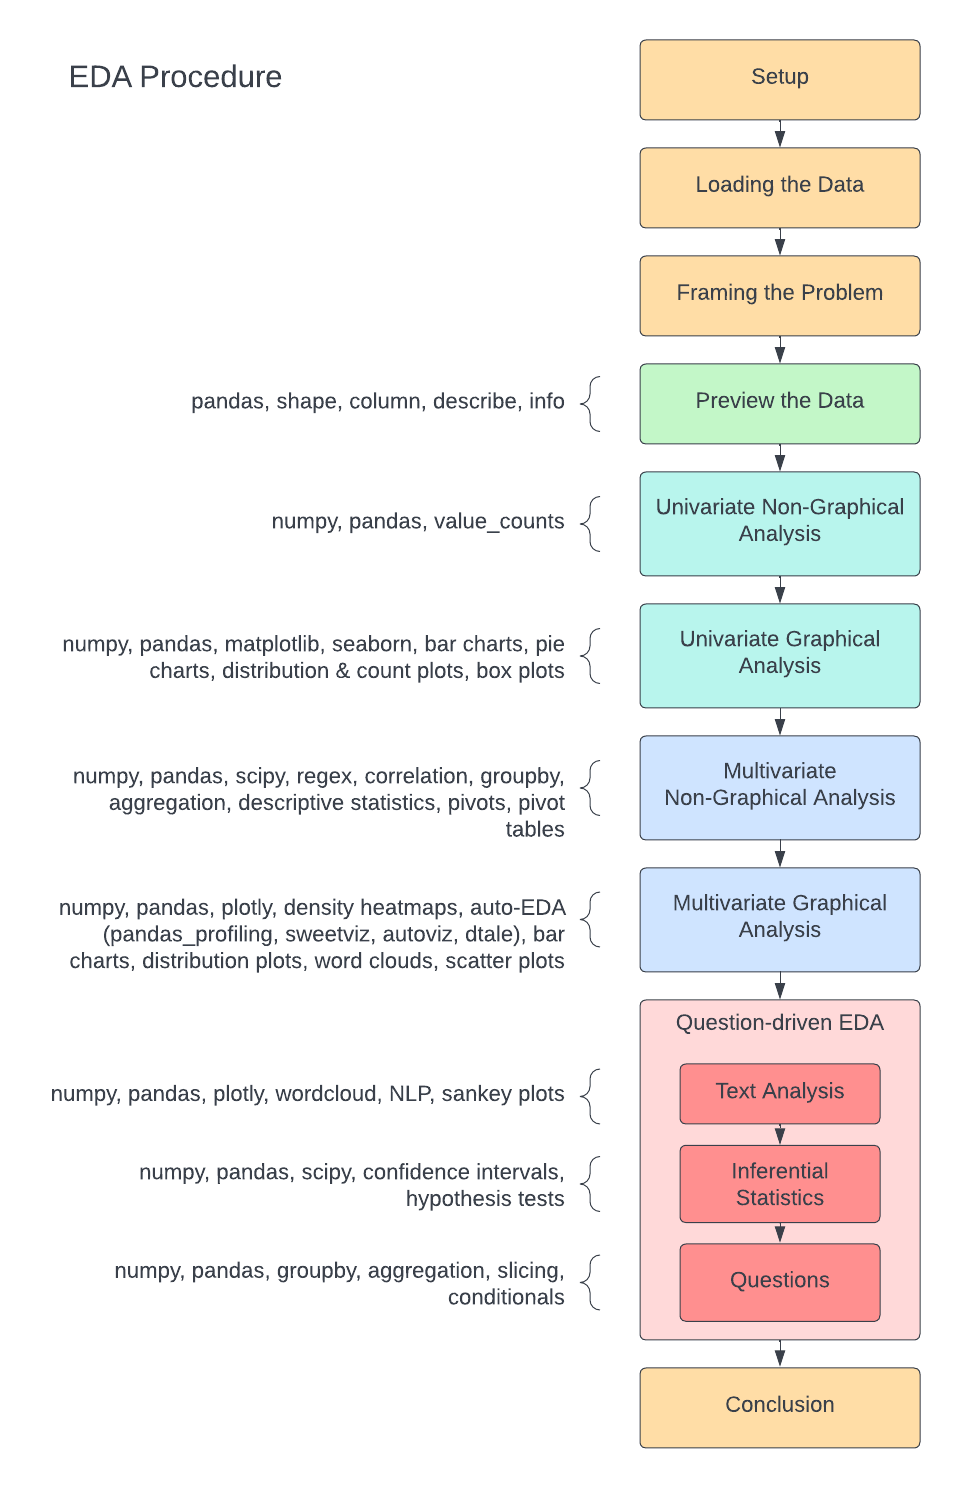 EDA Procedure
Setup
Loading the Data
Framing the Problem
pandas, shape, column, describe, info
Preview the Data
numpy, pandas, value_counts
Univariate Non-Graphical
Analysis
numpy, pandas, matplotlib, seaborn, bar charts, pie
charts, distribution & count plots, box plots
Univariate Graphical
Analysis
numpy, pandas, scipy, regex, correlation, groupby,
aggregation, descriptive statistics, pivots, pivot
tables
Multivariate
Non-Graphical Analysis
numpy, pandas, plotly, density heatmaps, auto-EDA
(pandas_profiling, sweetviz, autoviz, dtale), bar
charts, distribution plots, word clouds, scatter plots
Multivariate Graphical
Analysis
Question-driven EDA
numpy, pandas, plotly, wordcloud, NLP, sankey plots
Text Analysis
numpy, pandas, scipy, confidence intervals,
hypothesis tests
Inferential
Statistics
numpy, pandas, groupby, aggregation, slicing,
conditionals
Questions
Conclusion